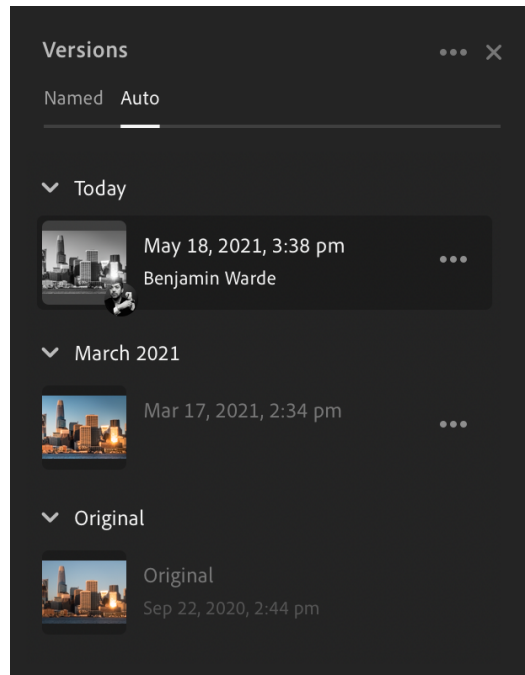 Versions
Named Auto
Today
May 18, 2021, 3:38 pm
Benjamin Warde
March 2021
Mar 17, 2021, 2:34 pm
Original
Original
Sep 22, 2020, 2:44 pm